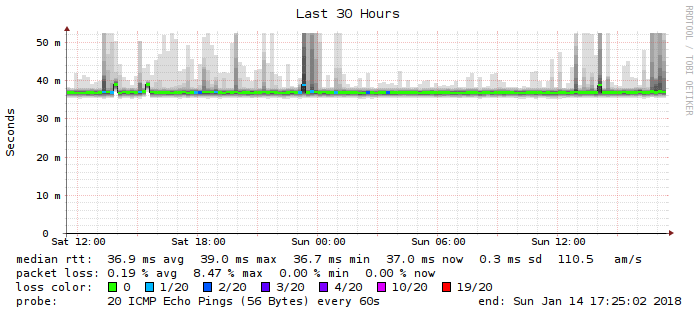 Last 30 Hours
RRDTOOL / TOBI OETIKER
Seconds
50 m
40 m
30 m
20 m
10 m
0
Sat 12:00 Sat 18:00 Sun 00:00 Sun 06:00 Sun 12:00
median rtt: 36.9 ms avg 39.0 ms max 36.7 ms min 37.0 ms now 0.3 ms sd 110.5 am/s
packet loss: 0.19 % avg 8.47 % max 0.00 % min 0.00 % now
loss color: 0 1/20 2/20 3/20 4/20 10/20 19/20
probe: 20 ICMP Echo Pings (56 Bytes) every 60s end: Sun Jan 14 17:25:02 2018